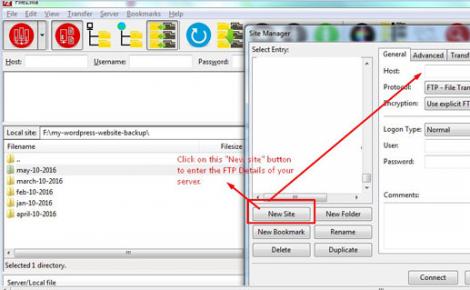 FileZilla
File Edit View Transfer Server Bookmarks Help
Host: Username: Password:
Local site: F:\my-wordpress-website-backup\
Filename Filesize
..
may-10-2016
march-10-2016
feb-10-2016
jan-10-2016
april-10-2016
Selected 1 directory.
Server/Local file
Click on this "New site" button
to enter the FTP Details of your
server.
Site Manager
Select Entry:
New Site New Folder
New Bookmark Rename
Delete Duplicate
General Advanced Transfer
Host:
Protocol: FTP - File Tran
Encryption: Use explicit FT
Logon Type: Normal
User:
Password:
Comments:
Connect